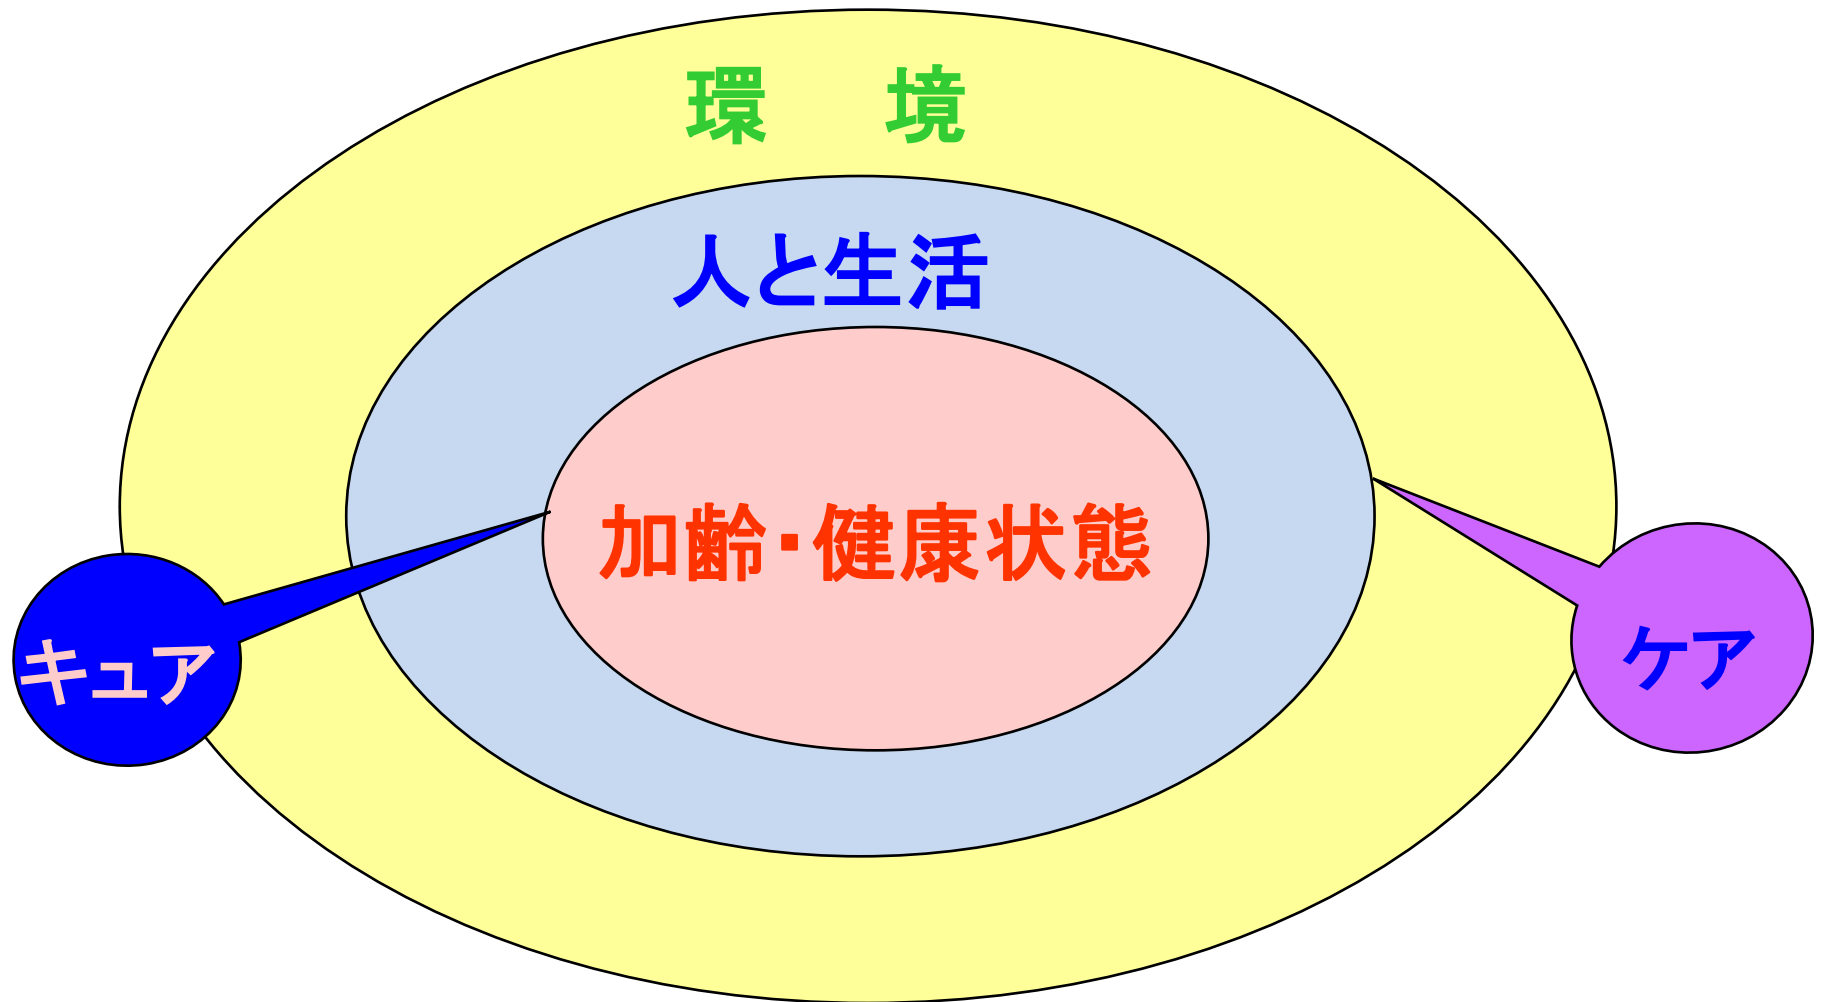 環　境
人と生活
加齢・健康状態
キュア
ケア